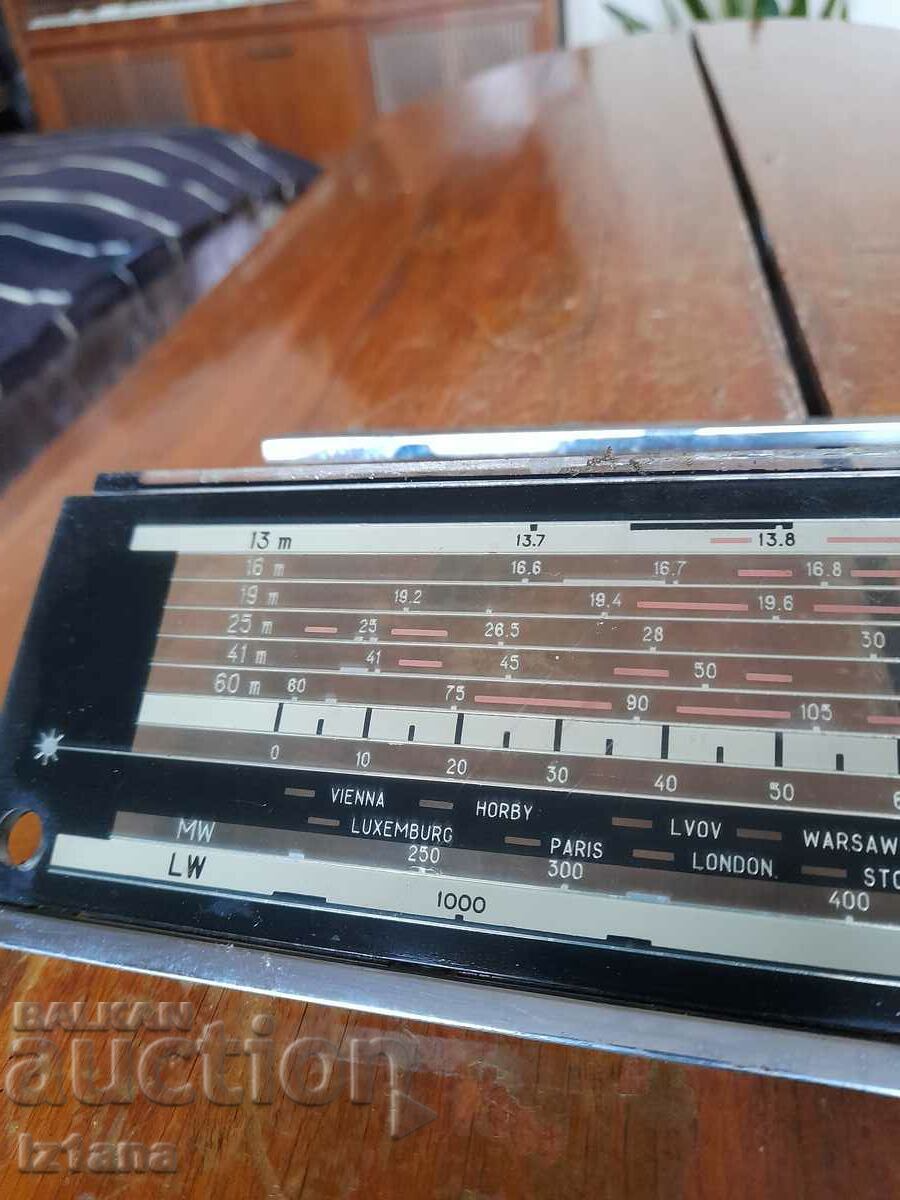 13 m 13.7 13.8
16 m 16.6 16.7 16.8
19 m 19.2 19.4 19.6
25 m 25 26.5 28 30
41 m 41 45 50
60 m 60 75 90 105
0 10 20 30 40 50
VIENNA HORBY LVOV WARSAW
LUXEMBURG PARIS LONDON STO
MW 250 300 400
LW 1000
BALKAN
auction
iz1tana